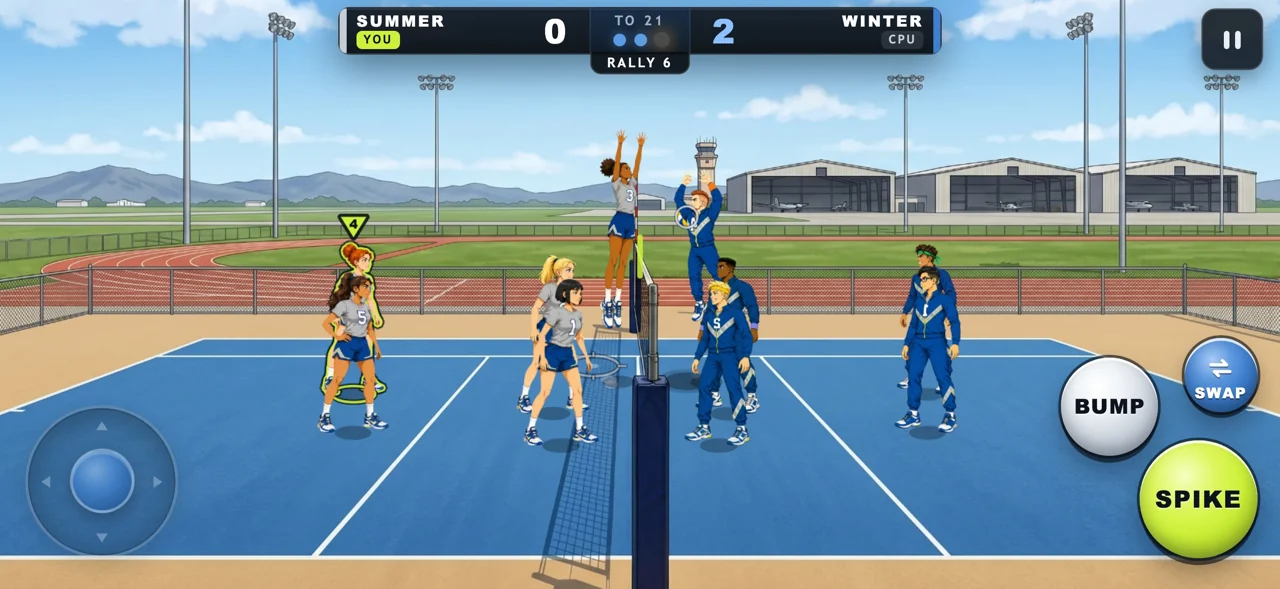 SUMMER
YOU
0
TO 21
RALLY 6
2
WINTER
CPU
4
3
5
1
S
I
BUMP
SWAP
SPIKE